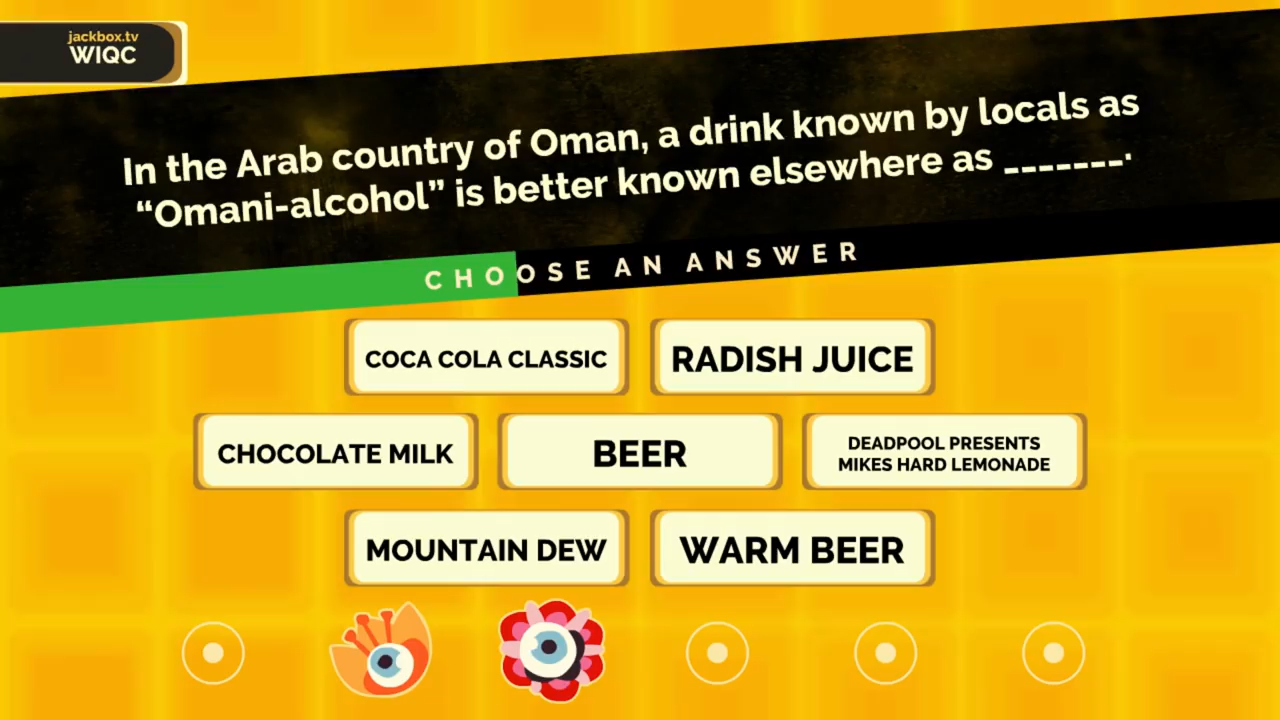 jackbox.tv
WIQC
In the Arab country of Oman, a drink known by locals as
“Omani-alcohol” is better known elsewhere as _______.
CHOOSE AN ANSWER
COCA COLA CLASSIC
RADISH JUICE
CHOCOLATE MILK
BEER
DEADPOOL PRESENTS
MIKES HARD LEMONADE
MOUNTAIN DEW
WARM BEER